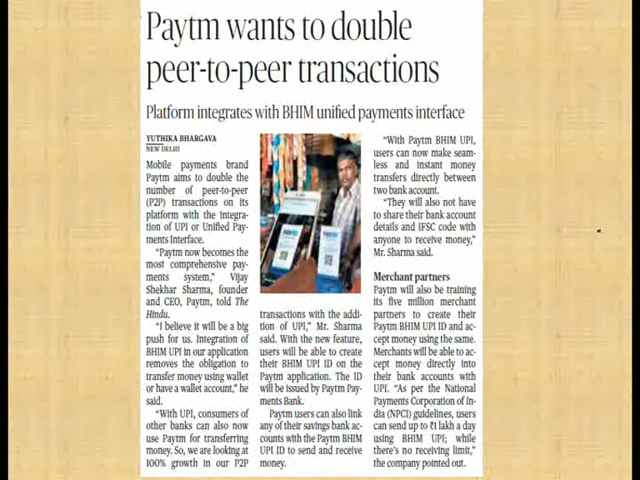 Paytm wants to double
peer-to-peer transactions
Platform integrates with BHIM unified payments interface
YUTHIKA BHARGAVA
NEW DELHI
Mobile payments brand
Paytm aims to double the
number of peer-to-peer
(P2P) transactions on its
platform with the integra-
tion of UPI or Unified Pay-
ments Interface.
“Paytm now becomes the
most comprehensive pay-
ments system,” Vijay
Shekhar Sharma, founder
and CEO, Paytm, told The
Hindu.
“I believe it will be a big
push for us. Integration of
BHIM UPI in our application
removes the obligation to
transfer money using wallet
or have a wallet account,” he
said.
“With UPI, consumers of
other banks can also now
use Paytm for transferring
money. So, we are looking at
100% growth in our P2P
transactions with the addi-
tion of UPI,” Mr. Sharma
said. With the new feature,
users will be able to create
their BHIM UPI ID on the
Paytm application. The ID
will be issued by Paytm Pay-
ments Bank.
Paytm users can also link
any of their savings bank ac-
counts with the Paytm BHIM
UPI ID to send and receive
money.
“With Paytm BHIM UPI,
users can now make seam-
less and instant money
transfers directly between
two bank account.
“They will also not have
to share their bank account
details and IFSC code with
anyone to receive money,”
Mr. Sharma said.
Merchant partners
Paytm will also be training
its five million merchant
partners to create their
Paytm BHIM UPI ID and ac-
cept money using the same.
Merchants will be able to ac-
cept money directly into
their bank accounts with
UPI. “As per the National
Payments Corporation of In-
dia (NPCI) guidelines, users
can send up to ₹1 lakh a day
using BHIM UPI; while
there’s no receiving limit,”
the company pointed out.